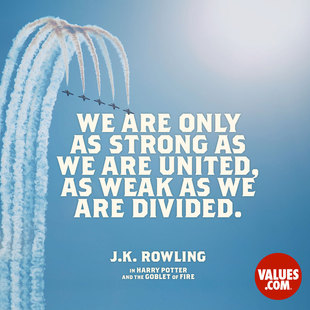 WE ARE ONLY
AS STRONG AS
WE ARE UNITED,
AS WEAK AS WE
ARE DIVIDED.
J.K. ROWLING
IN HARRY POTTER
AND THE GOBLET OF FIRE
VALUES
.COM